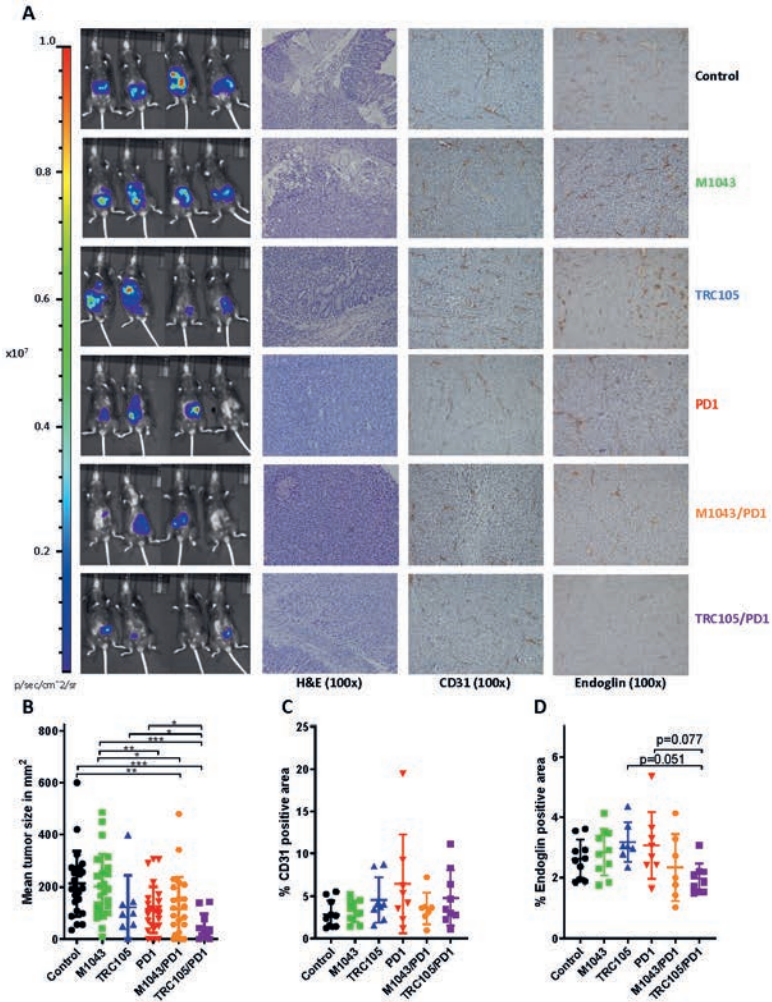 A
1.0
Control
0.8
M1043
TRC105
0.6
x10⁷
PD1
0.4
M1043/PD1
0.2
TRC105/PD1
p/sec/cm^2/sr
H&E (100x) CD31 (100x) Endoglin (100x)
B
Mean tumor size in mm²
800
600
400
200
0
*
*
***
**
*
***
**
Control M1043 TRC105 PD1 M1043/PD1 TRC105/PD1
C
% CD31 positive area
25
20
15
10
5
0
Control M1043 TRC105 PD1 M1043/PD1 TRC105/PD1
D
% Endoglin positive area
6
4
2
0
p=0.077
p=0.051
Control M1043 TRC105 PD1 M1043/PD1 TRC105/PD1